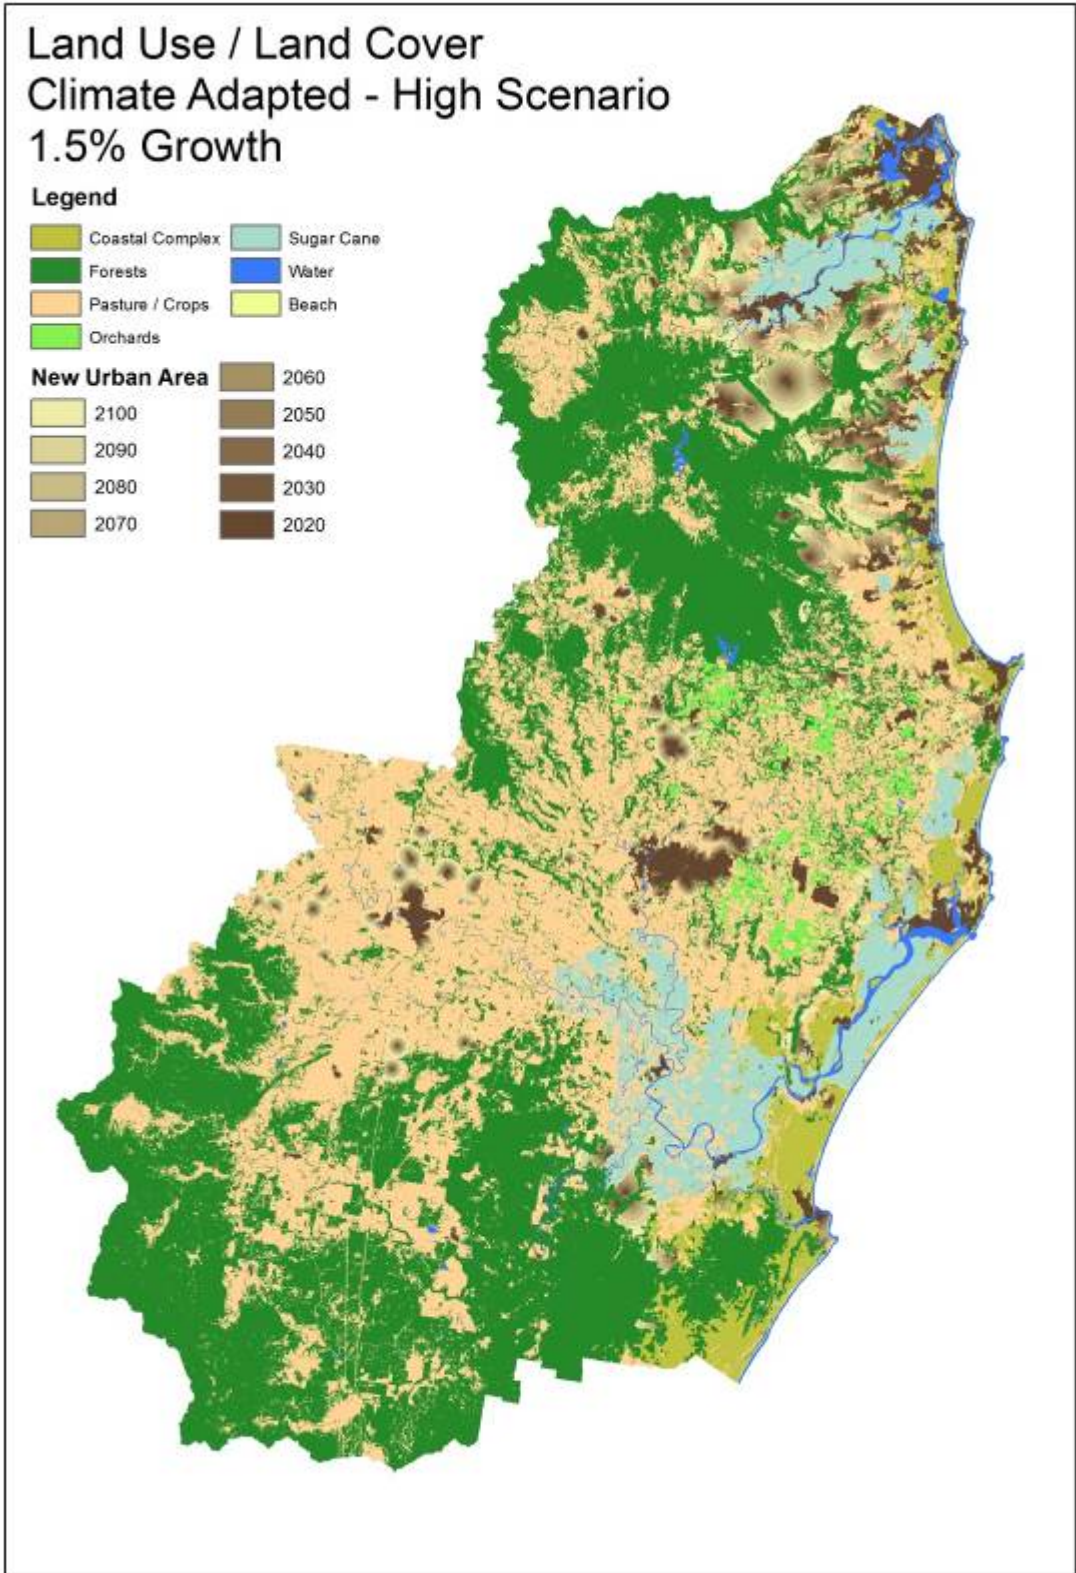 Land Use / Land Cover
Climate Adapted - High Scenario
1.5% Growth
Legend
Coastal Complex
Sugar Cane
Forests
Water
Pasture / Crops
Beach
Orchards
New Urban Area
2060
2100
2050
2090
2040
2080
2030
2070
2020